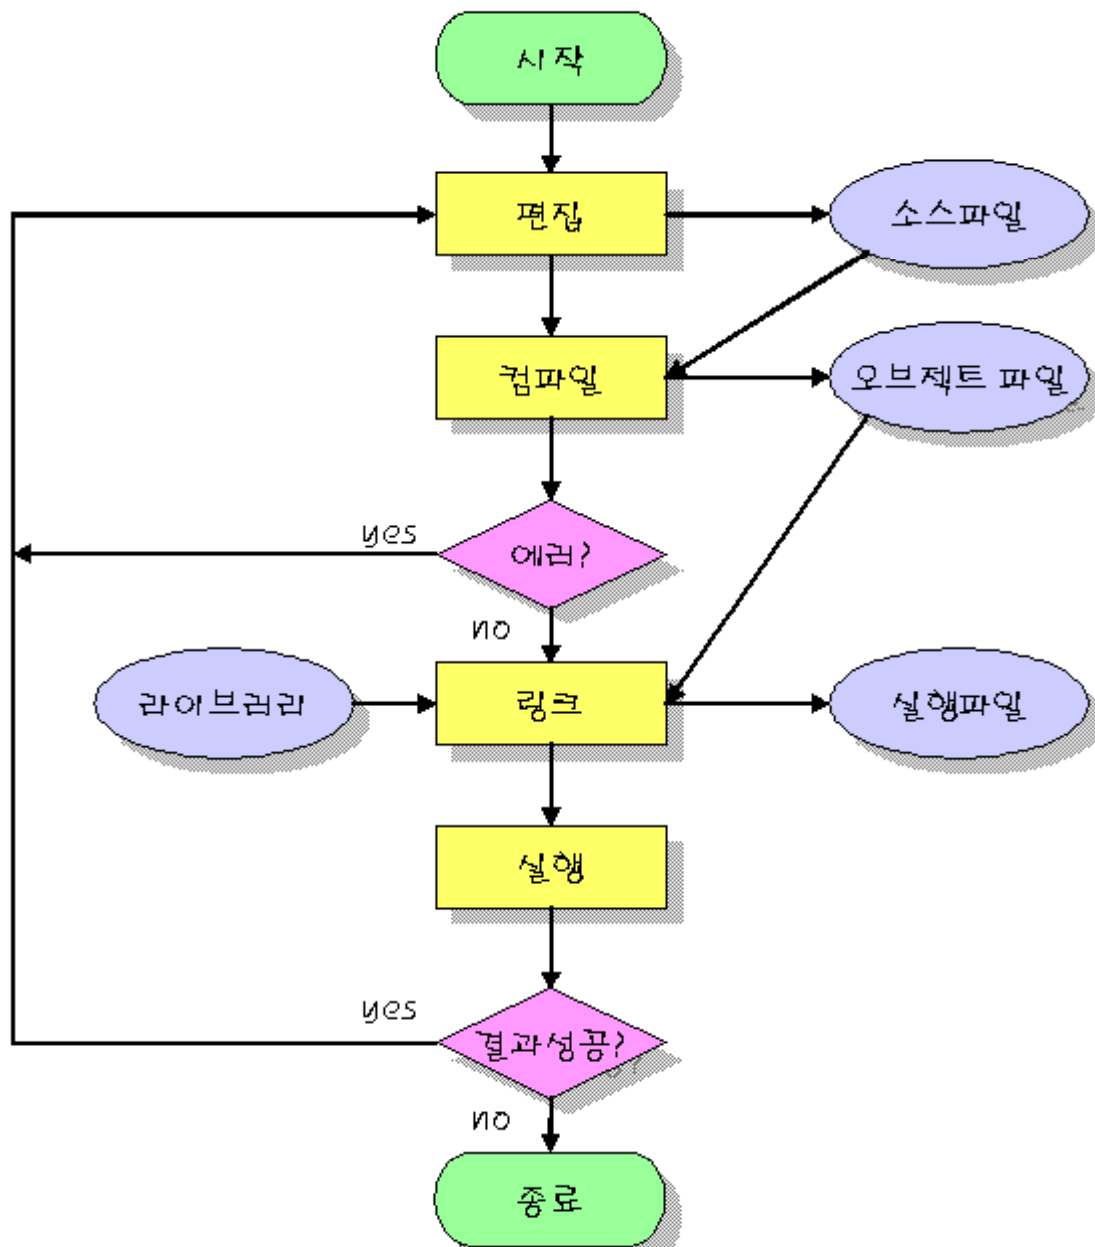 시작
편집
소스파일
컴파일
오브젝트 파일
yes
에러?
no
라이브러리
링크
실행파일
실행
yes
결과성공?
no
종료